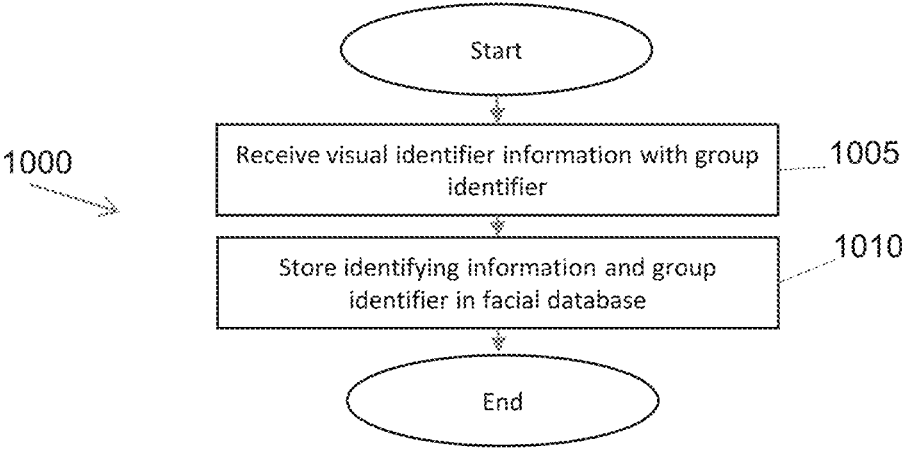 Start
Receive visual identifier information with group
identifier
1005
1000
Store identifying information and group
identifier in facial database
1010
End